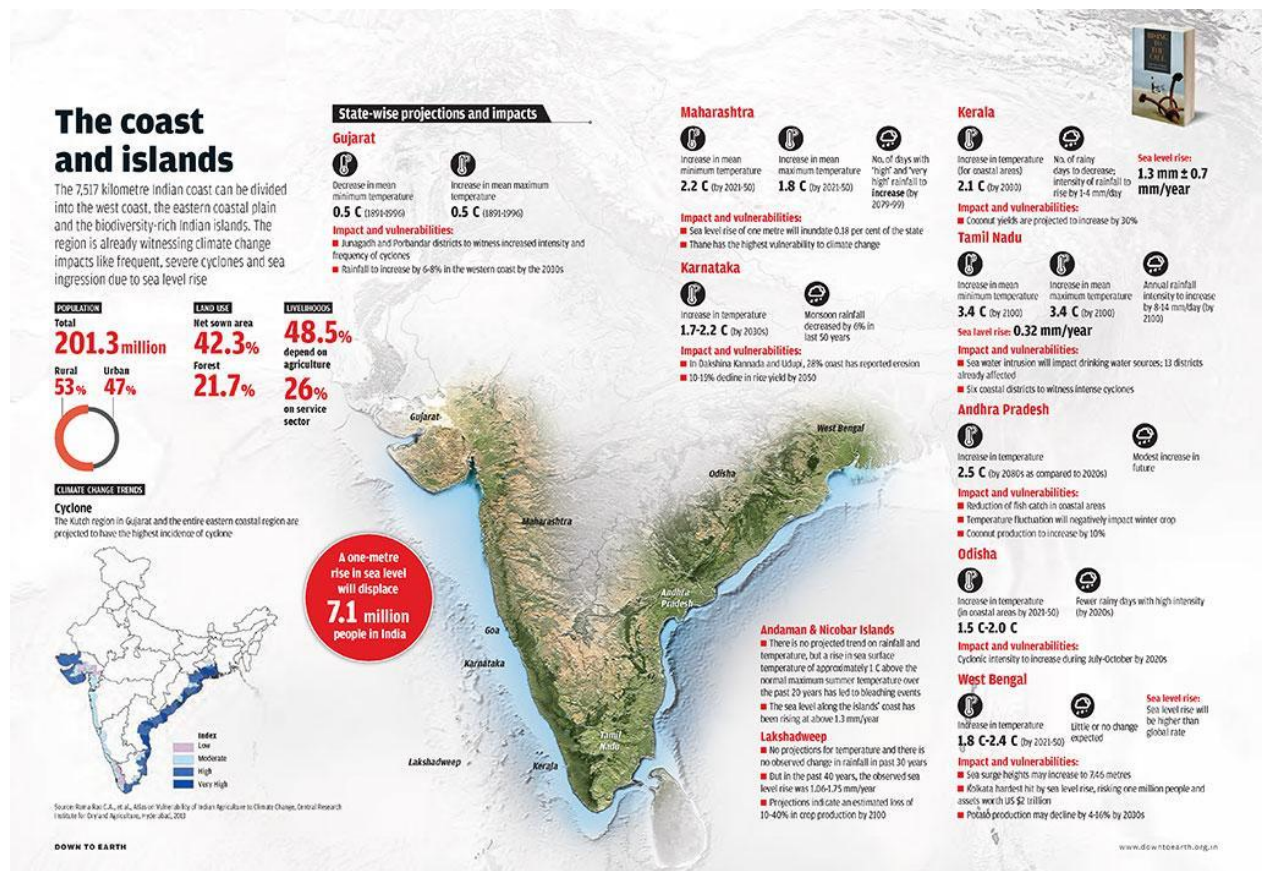 The coast
and islands
The 7,517 kilometre Indian coast can be divided
into the west coast, the eastern coastal plain
and the biodiversity-rich Indian islands. The
region is already witnessing climate change
impacts like frequent, severe cyclones and sea
ingression due to sea level rise
POPULATION
Total
201.3 million
Rural
53%
Urban
47%
LAND USE
Net sown area
42.3%
Forest
21.7%
LIVELIHOODS
48.5%
depend on
agriculture
26%
on service
sector
CLIMATE CHANGE TRENDS
Cyclone
The Kutch region in Gujarat and the entire eastern coastal region are
projected to have the highest incidence of cyclone
Index
Low
Moderate
High
Very High
Source: Rama Rao C.A., et al., Atlas on Vulnerability of Indian Agriculture to Climate Change, Central Research
Institute for Dryland Agriculture, Hyderabad, 2013
DOWN TO EARTH
State-wise projections and impacts
Gujarat
Decrease in mean
minimum temperature
0.5 C (1891-1996)
Increase in mean maximum
temperature
0.5 C (1891-1996)
Impact and vulnerabilities:
Junagadh and Porbandar districts to witness increased intensity and
frequency of cyclones
Rainfall to increase by 6-8% in the western coast by the 2030s
A one-metre
rise in sea level
will displace
7.1 million
people in India
Gujarat
Maharashtra
Goa
Karnataka
Lakshadweep
Kerala
Tamil
Nadu
Andhra
Pradesh
Odisha
West Bengal
Maharashtra
Increase in mean
minimum temperature
2.2 C (by 2021-50)
Increase in mean
maximum temperature
1.8 C (by 2021-50)
No. of days with
'high' and 'very
high' rainfall to
increase (by
2079-99)
Impact and vulnerabilities:
Sea level rise of one metre will inundate 0.18 per cent of the state
Thane has the highest vulnerability to climate change
Karnataka
Increase in temperature
1.7-2.2 C (by 2030s)
Monsoon rainfall
decreased by 6% in
last 50 years
Impact and vulnerabilities:
In Dakshina Kannada and Udupi, 28% coast has reported erosion
10-19% decline in rice yield by 2050
Andaman & Nicobar Islands
There is no projected trend on rainfall and
temperature, but a rise in sea surface
temperature of approximately 1 C above the
normal maximum summer temperature over
the past 20 years has led to bleaching events
The sea level along the islands' coast has
been rising at above 1.3 mm/year
Lakshadweep
No projections for temperature and there is
no observed change in rainfall in past 30 years
But in the past 40 years, the observed sea
level rise was 1.06-1.75 mm/year
Projections indicate an estimated loss of
10-40% in crop production by 2100
RISING
TO
THE
CALL
Kerala
Increase in temperature
(for coastal areas)
2.1 C (by 2030)
No. of rainy
days to decrease;
intensity of rainfall to
rise by 1-4 mm/day
Sea level rise:
1.3 mm ± 0.7
mm/year
Impact and vulnerabilities:
Coconut yields are projected to increase by 30%
Tamil Nadu
Increase in mean
minimum temperature
3.4 C (by 2100)
Increase in mean
maximum temperature
3.4 C (by 2100)
Annual rainfall
intensity to increase
by 8-14 mm/day (by
2100)
Sea lavel rise: 0.32 mm/year
Impact and vulnerabilities:
Sea water intrusion will impact drinking water sources; 13 districts
already affected
Six coastal districts to witness intense cyclones
Andhra Pradesh
Increase in temperature
2.5 C (by 2080s as compared to 2020s)
Modest increase in
future
Impact and vulnerabilities:
Reduction of fish catch in coastal areas
Temperature fluctuation will negatively impact winter crop
Coconut production to increase by 10%
Odisha
Increase in temperature
(in coastal areas by 2021-50)
1.5 C-2.0 C
Fewer rainy days with high intensity
(by 2020s)
Impact and vulnerabilities:
Cyclonic intensity to increase during July-October by 2020s
West Bengal
Increase in temperature
1.8 C-2.4 C (by 2021-50)
Little or no change
expected
Sea level rise:
Sea level rise will
be higher than
global rate
Impact and vulnerabilities:
Sea surge heights may increase to 7.46 metres
Kolkata hardest hit by sea level rise, risking one million people and
assets worth US $2 trillion
Potato production may decline by 4-16% by 2030s
www.downtoearth.org.in